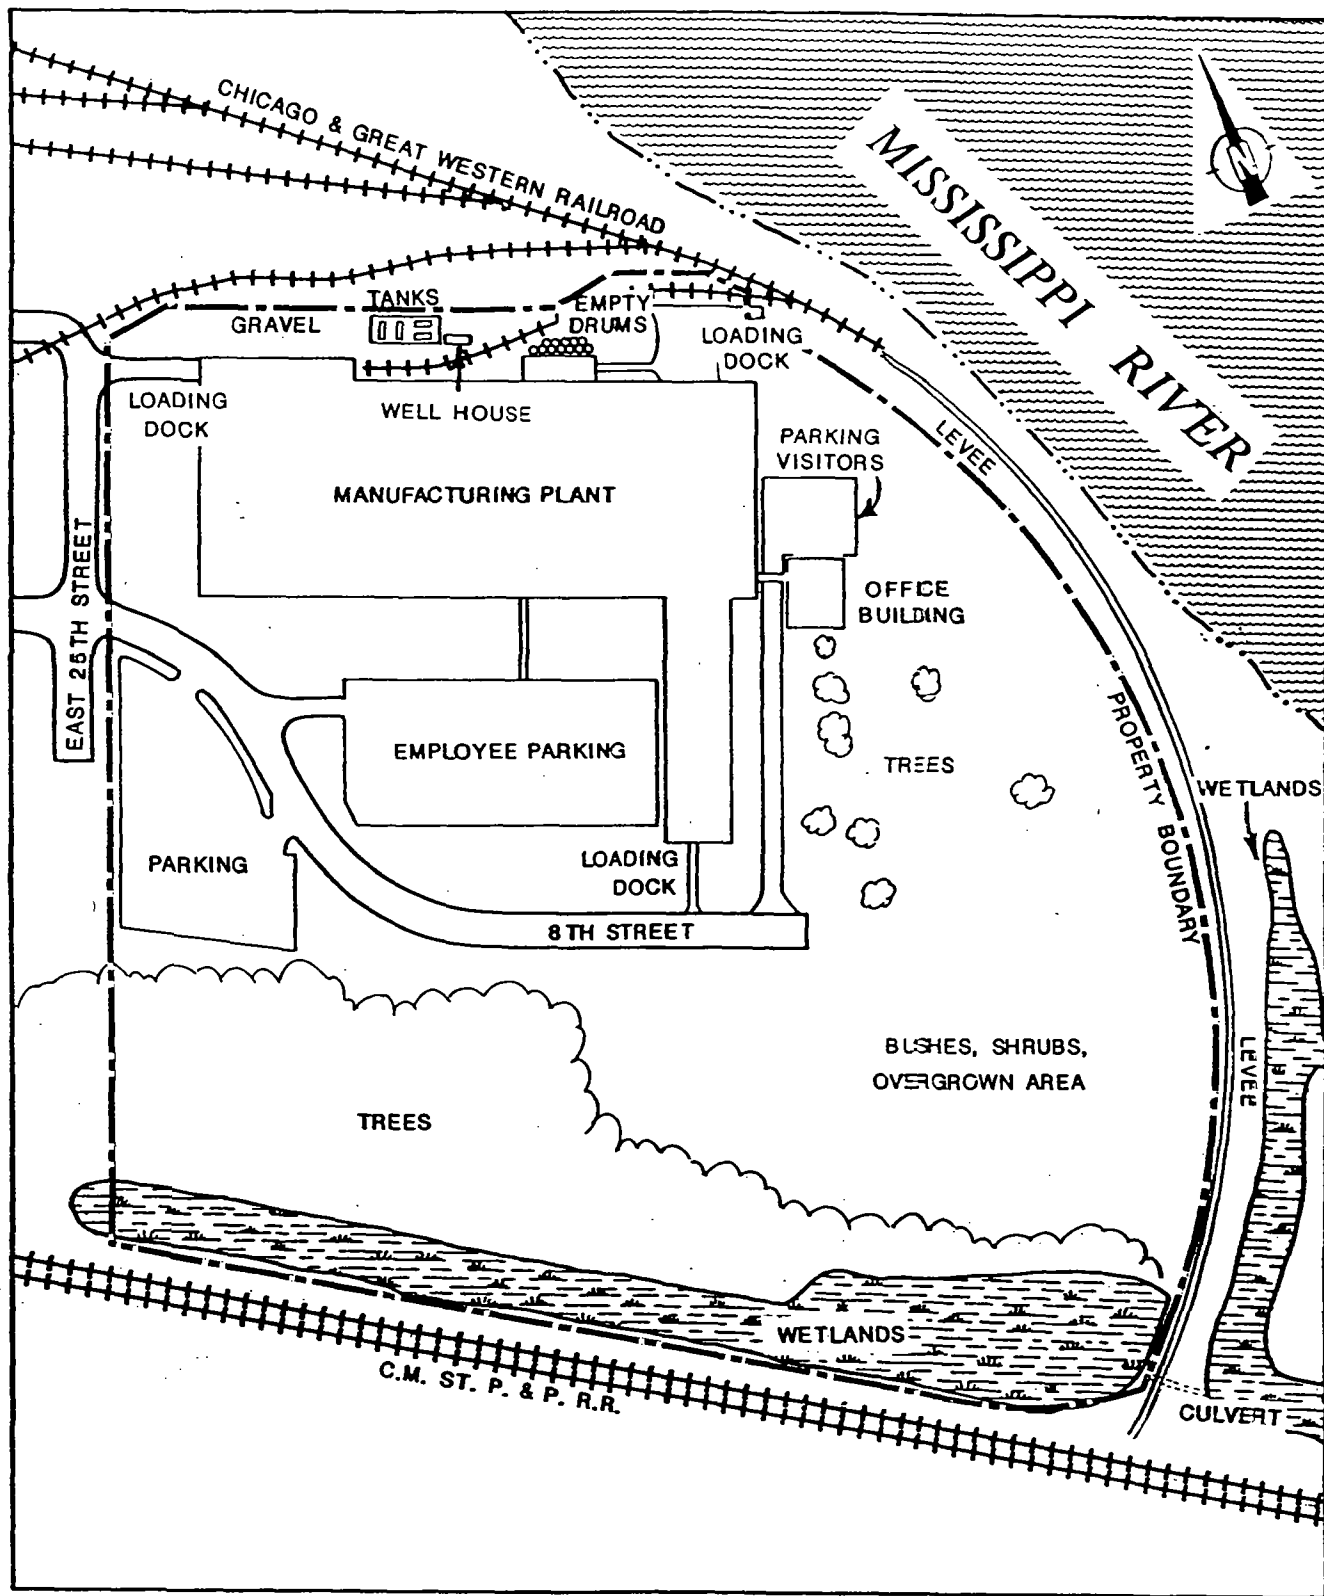 CHICAGO & GREAT WESTERN RAILROAD
MISSISSIPPI RIVER
TANKS
EMPTY
DRUMS
GRAVEL
LOADING
DOCK
LOADING
DOCK
WELL HOUSE
LEVEE
PARKING
VISITORS
MANUFACTURING PLANT
EAST 25TH STREET
OFFICE
BUILDING
PROPERTY BOUNDARY
EMPLOYEE PARKING
TREES
WETLANDS
PARKING
LOADING
DOCK
8TH STREET
BUSHES, SHRUBS,
OVERGROWN AREA
LEVEE
TREES
WETLANDS
C.M. ST. P. & P. R.R.
CULVERT